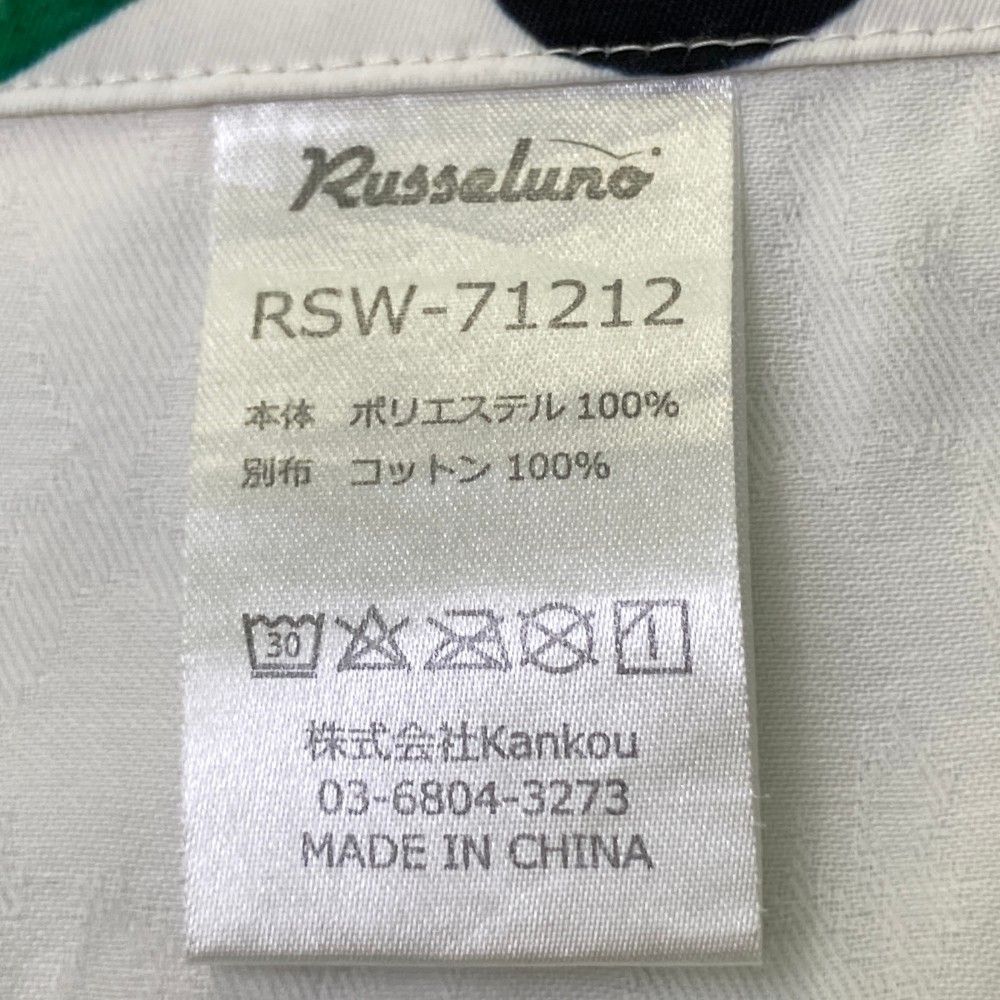 Russeluno
RSW-71212
本体 ポリエステル 100%
別布 コットン 100%
30
株式会社Kankou
03-6804-3273
MADE IN CHINA